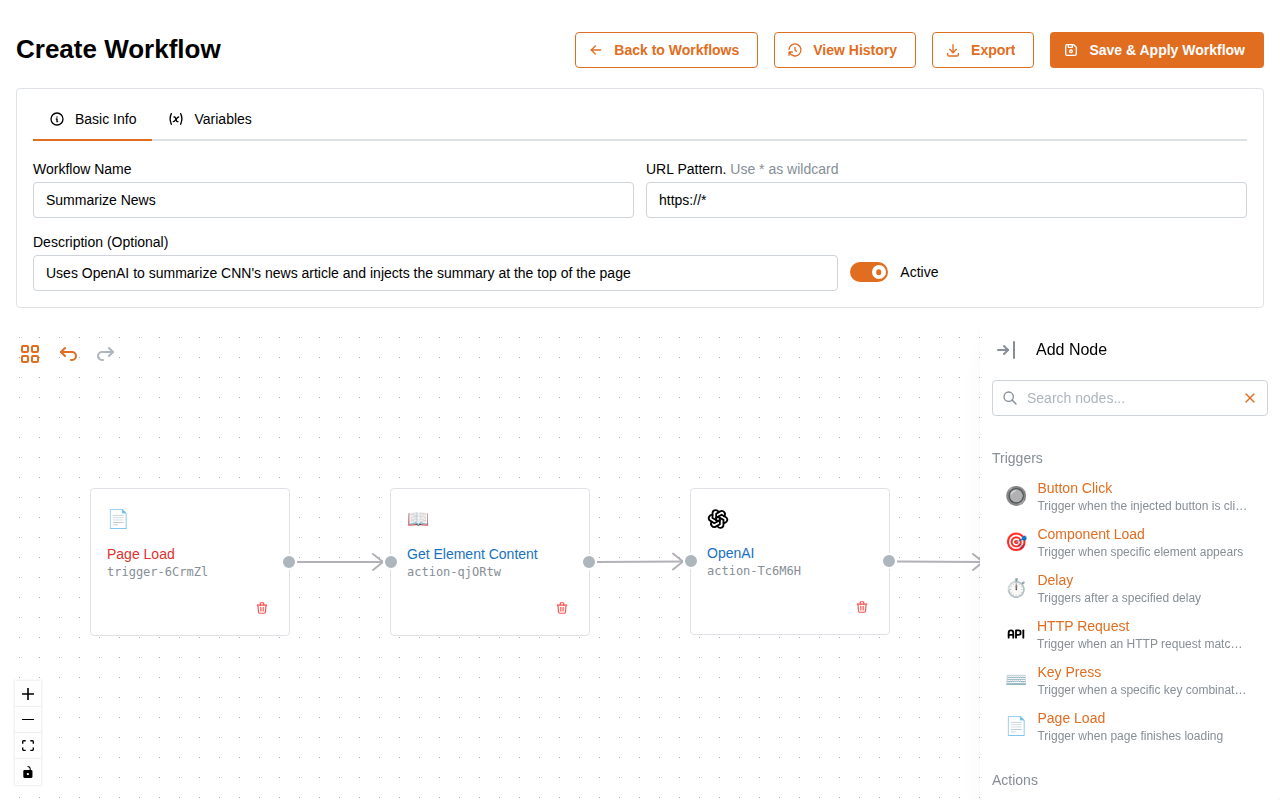 Create Workflow
Back to Workflows
View History
Export
Save & Apply Workflow
Basic Info
(x) Variables
Workflow Name
URL Pattern. Use * as wildcard
Summarize News
https://*
Description (Optional)
Uses OpenAI to summarize CNN's news article and injects the summary at the top of the page
Active
Add Node
Search nodes...
Triggers
Button Click
Trigger when the injected button is cli...
Component Load
Trigger when specific element appears
Delay
Triggers after a specified delay
API
HTTP Request
Trigger when an HTTP request matc...
Key Press
Trigger when a specific key combinat...
Page Load
Trigger when page finishes loading
Actions
Page Load
trigger-6CrmZl
Get Element Content
action-qjORtw
OpenAI
action-Tc6M6H